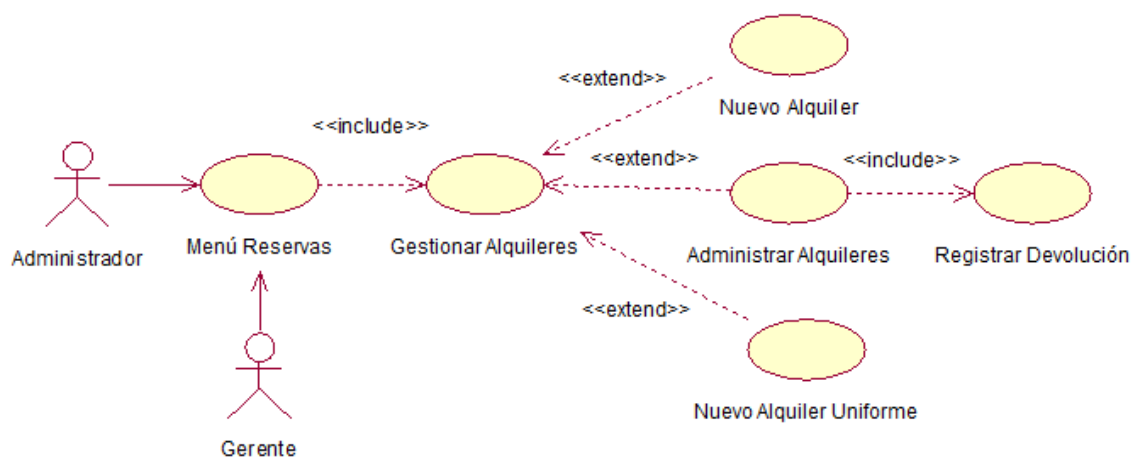 <<extend>>
Nuevo Alquiler
<<include>>
<<extend>>
<<include>>
Administrador
Menú Reservas
Gestionar Alquileres
Administrar Alquileres
Registrar Devolución
<<extend>>
Nuevo Alquiler Uniforme
Gerente